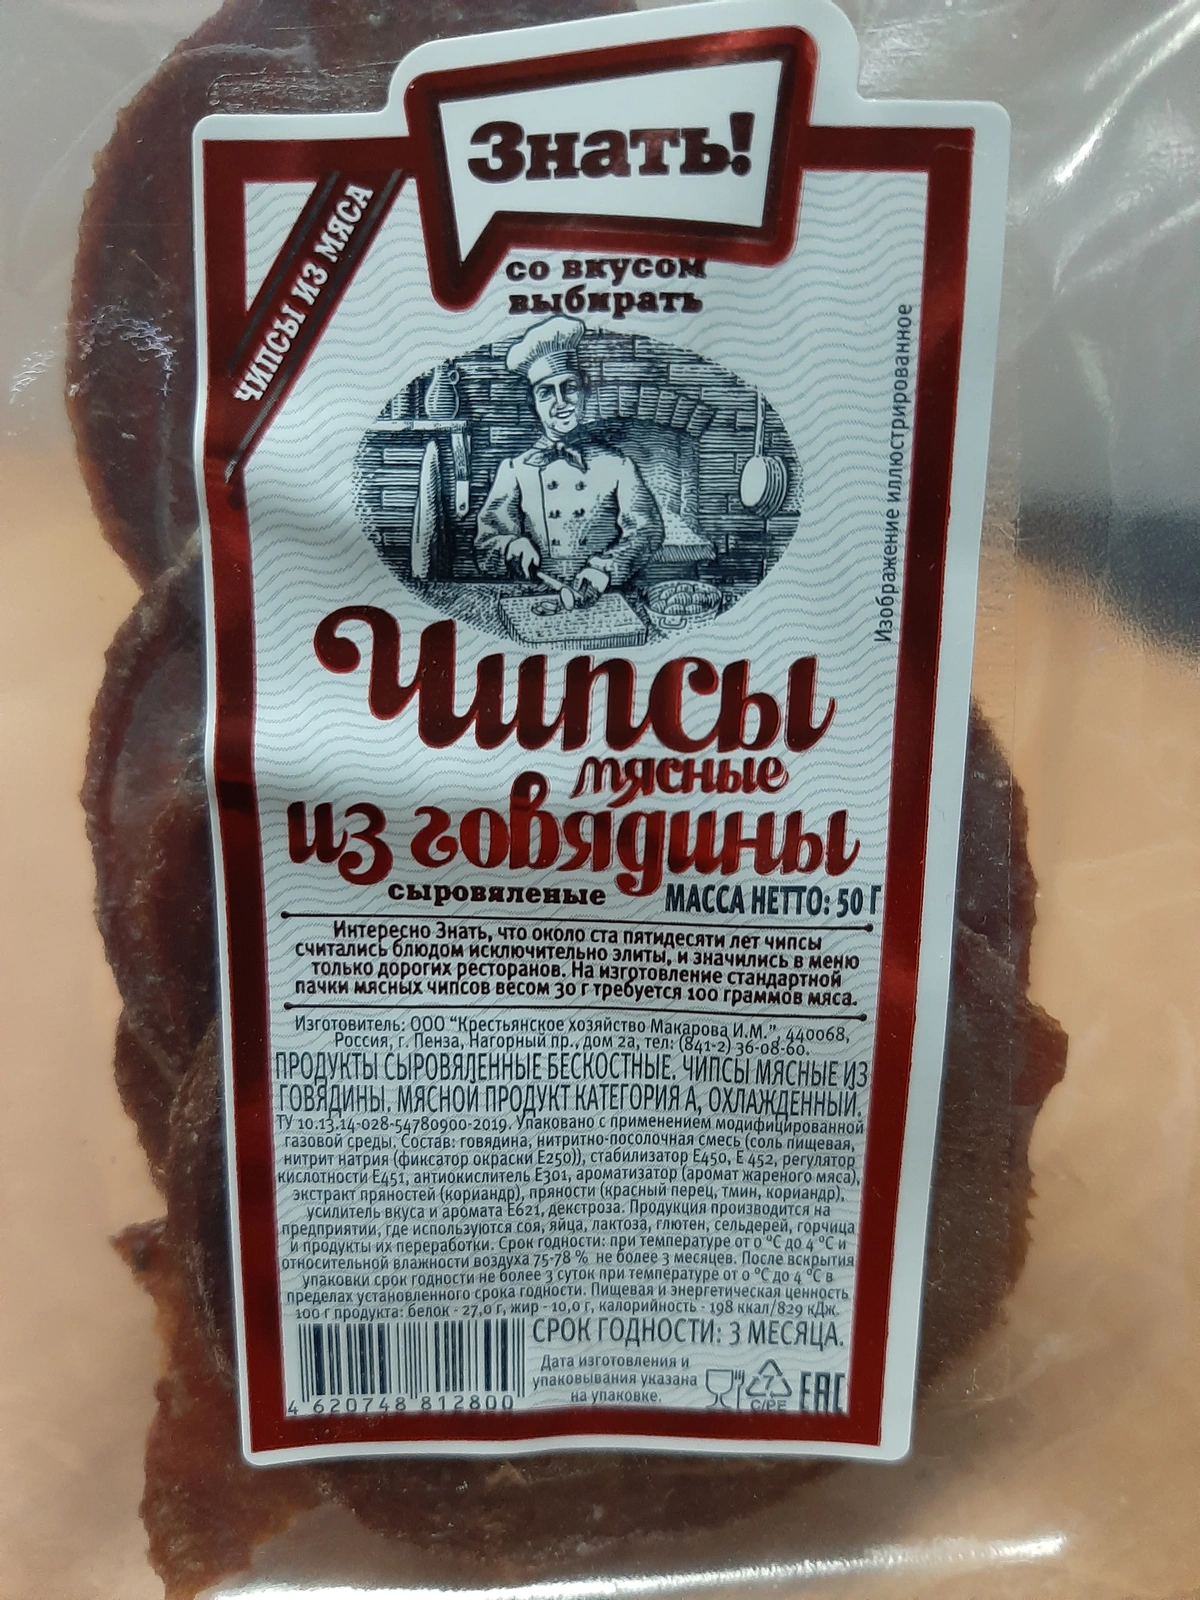 Знать!
со вкусом
выбирать
ЧИПСЫ ИЗ МЯСА
Изображение иллюстрированное
Чипсы
мясные
из говядины
сыровяленые
МАССА НЕТТО: 50 Г
Интересно Знать, что около ста пятидесяти лет чипсы
считались блюдом исключительно элиты, и значились в меню
только дорогих ресторанов. На изготовление стандартной
пачки мясных чипсов весом 30 г требуется 100 граммов мяса.
Изготовитель: ООО "Крестьянское хозяйство Макарова И.М.", 440068,
Россия, г. Пенза, Нагорный пр., дом 2а, тел: (841-2) 36-08-60.
ПРОДУКТЫ СЫРОВЯЛЕННЫЕ БЕСКОСТНЫЕ. ЧИПСЫ МЯСНЫЕ ИЗ
ГОВЯДИНЫ. МЯСНОЙ ПРОДУКТ КАТЕГОРИЯ А, ОХЛАЖДЕННЫЙ.
ТУ 10.13.14-028-54780900-2019. Упаковано с применением модифицированной
газовой среды. Состав: говядина, нитритно-посолочная смесь (соль пищевая,
нитрит натрия (фиксатор окраски Е250)), стабилизатор Е450, Е 452, регулятор
кислотности Е451, антиокислитель Е301, ароматизатор (аромат жареного мяса),
экстракт пряностей (кориандр), пряности (красный перец, тмин, кориандр),
усилитель вкуса и аромата Е621, декстроза. Продукция производится на
предприятии, где используются соя, яйца, лактоза, глютен, сельдерей, горчица
и продукты их переработки. Срок годности: при температуре от 0 °С до 4 °С и
относительной влажности воздуха 75-78 % не более 3 месяцев. После вскрытия
упаковки срок годности не более 3 суток при температуре от 0 °С до 4 °С в
пределах установленного срока годности. Пищевая и энергетическая ценность
100 г продукта: белок - 27,0 г, жир - 10,0 г, калорийность - 198 ккал/829 кДж.
СРОК ГОДНОСТИ: 3 МЕСЯЦА.
Дата изготовления и
упаковывания указана
на упаковке.
7
C/PE
EAC
4 620748 812800